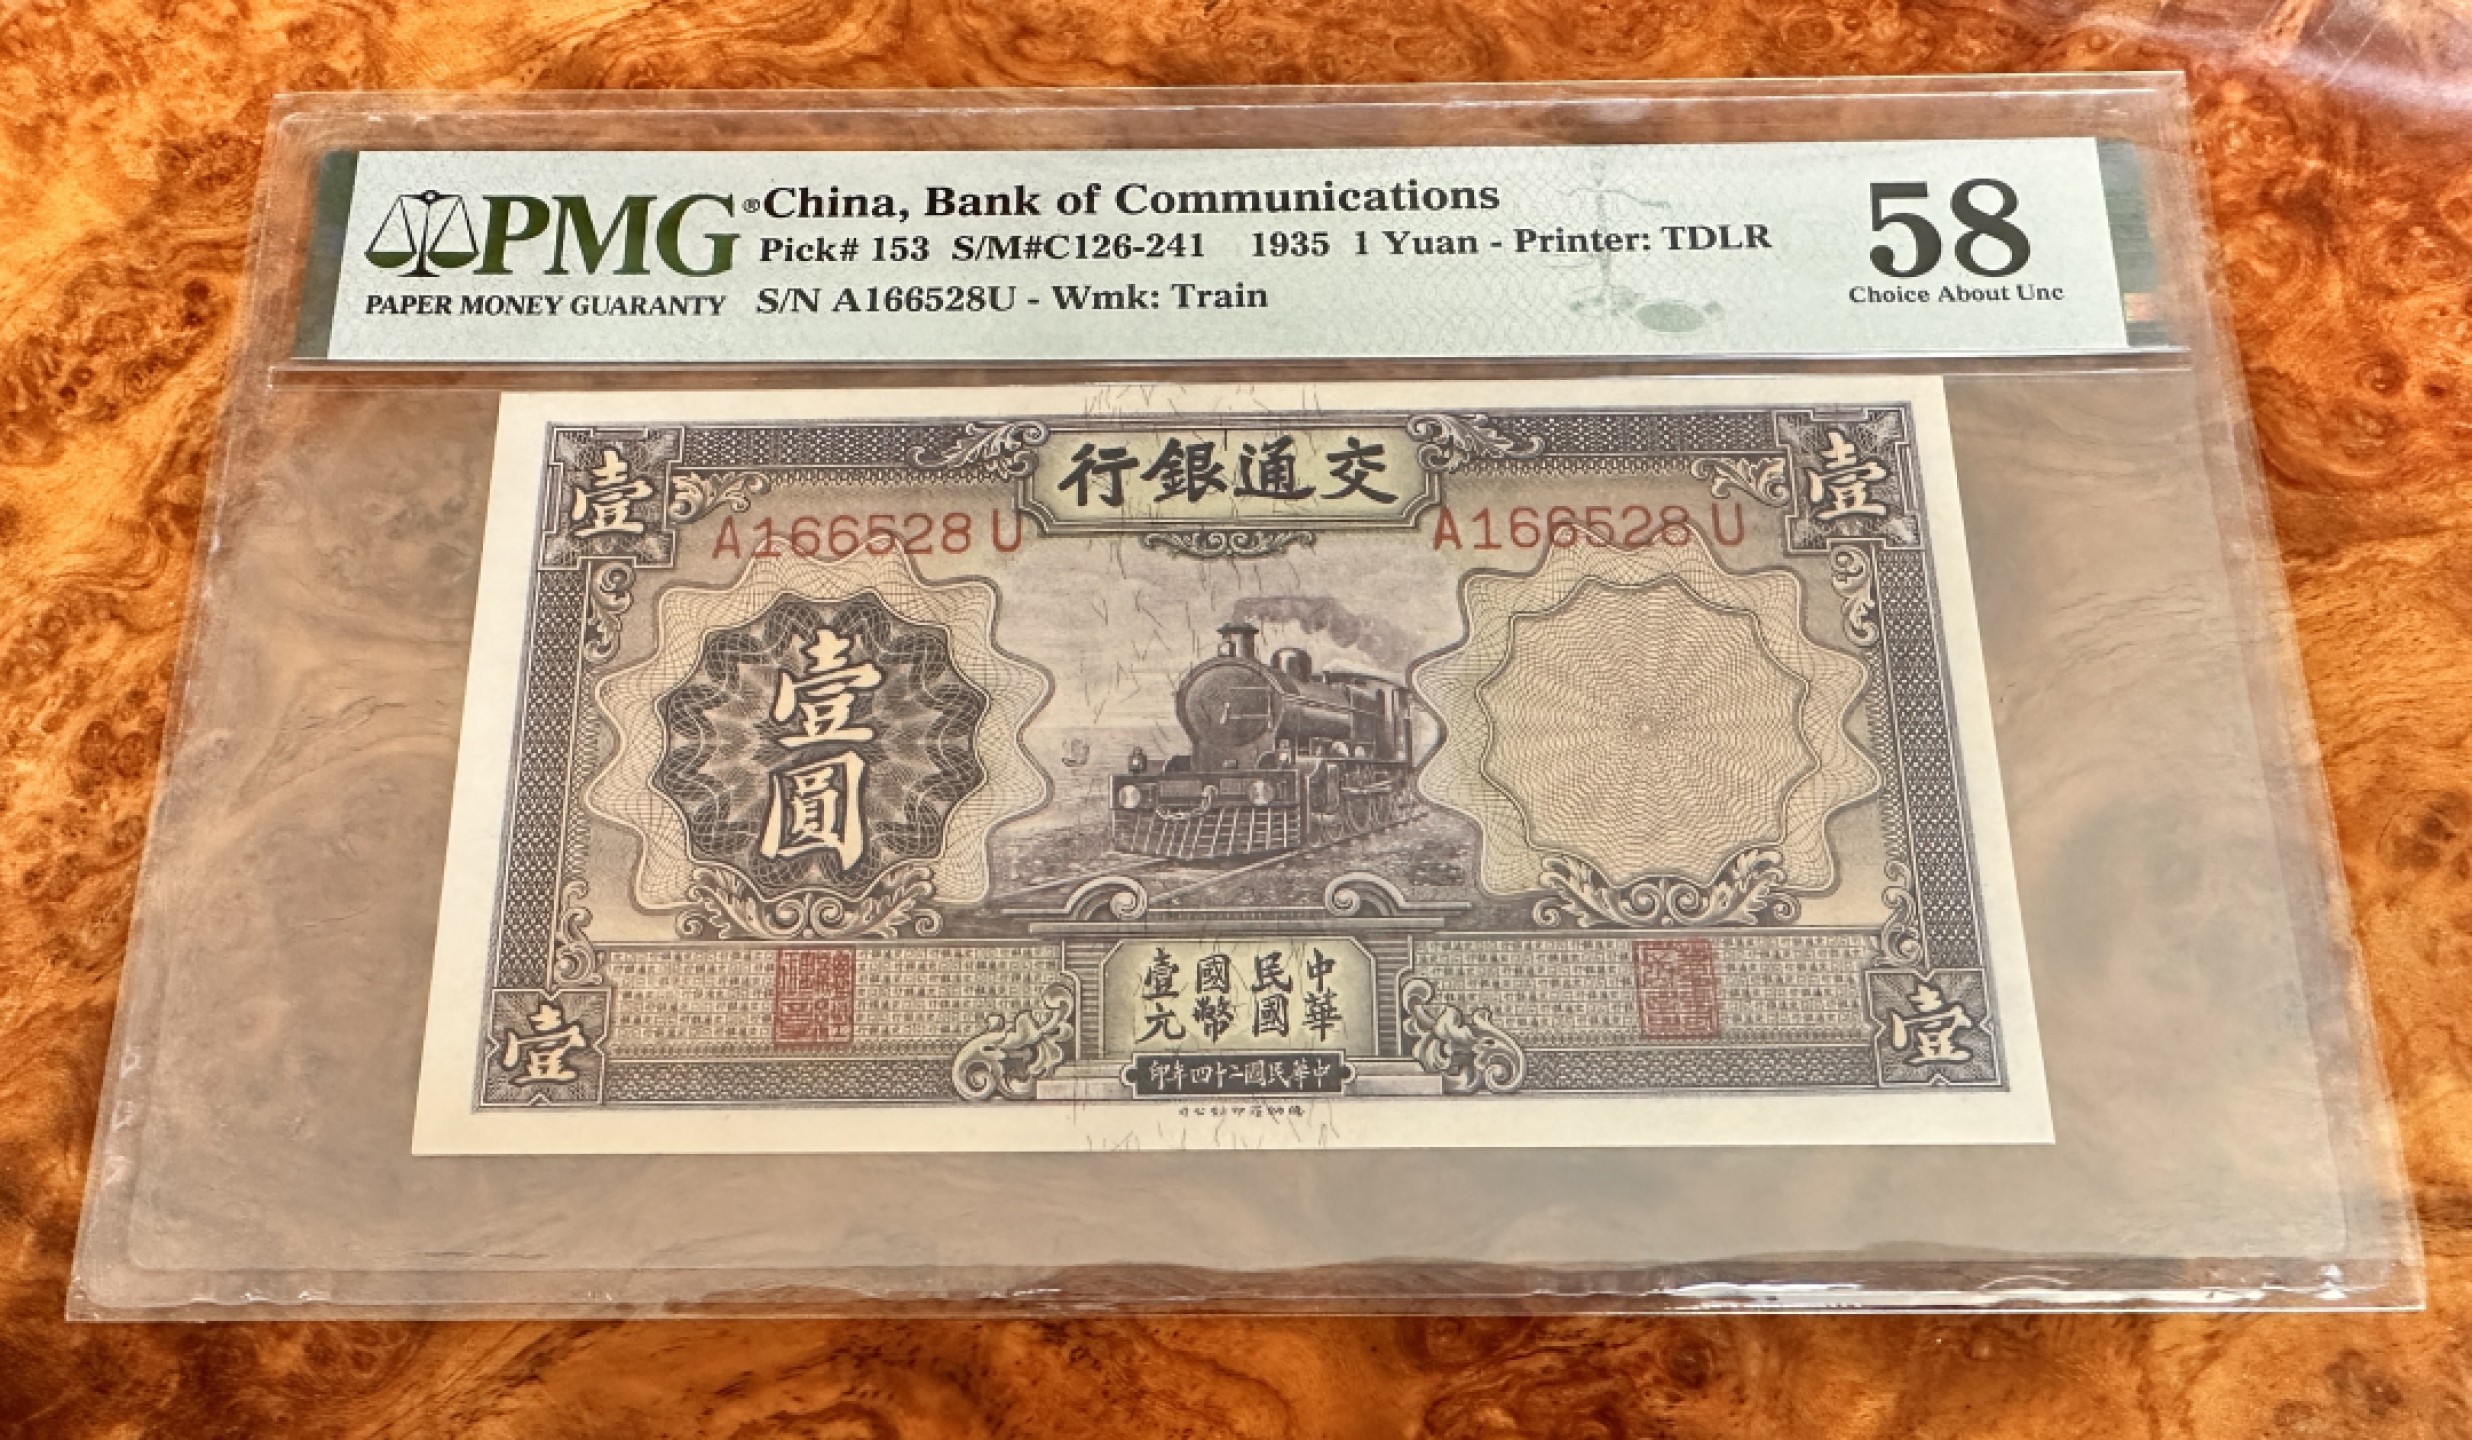 PMG®
PAPER MONEY GUARANTY
China, Bank of Communications
Pick# 153 S/M#C126-241 1935 1 Yuan - Printer: TDLR
S/N A166528U - Wmk: Train
58
Choice About Unc
壹
行銀通交
壹
A166528U
A166528U
壹圓
中華
民國
國幣
壹元
印年四十二國民華中
壹
壹